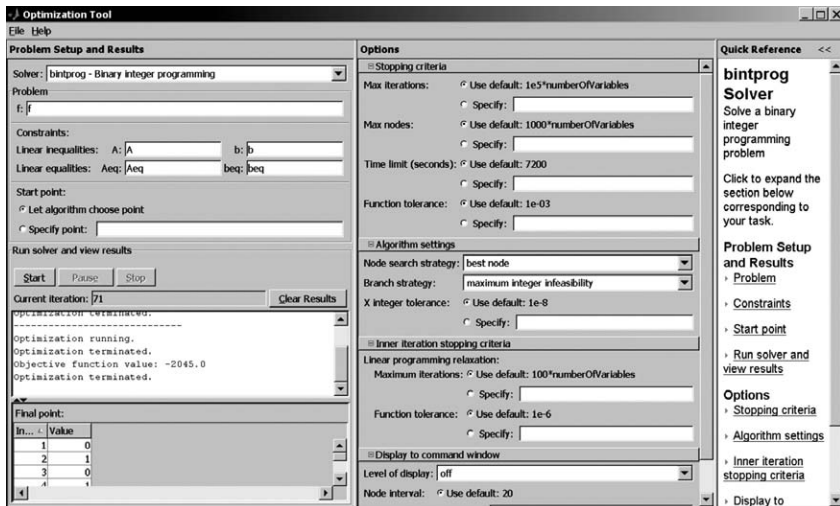 Optimization Tool
File Help
Problem Setup and Results
Solver: bintprog - Binary integer programming
Problem
f: f
Constraints:
Linear inequalities: A: A b: b
Linear equalities: Aeq: Aeq beq: beq
Start point:
Let algorithm choose point
Specify point:
Run solver and view results
Start Pause Stop
Current iteration: 71 Clear Results
Optimization terminated.
-----------------------------
Optimization running.
Optimization terminated.
Objective function value: -2045.0
Optimization terminated.
Final point:
In... Value
1 0
2 1
3 0
4 1
Options
Stopping criteria
Max iterations: Use default: 1e5*numberOfVariables
Specify:
Max nodes: Use default: 1000*numberOfVariables
Specify:
Time limit (seconds): Use default: 7200
Specify:
Function tolerance: Use default: 1e-03
Specify:
Algorithm settings
Node search strategy: best node
Branch strategy: maximum integer infeasibility
X integer tolerance: Use default: 1e-8
Specify:
Inner iteration stopping criteria
Linear programming relaxation:
Maximum iterations: Use default: 100*numberOfVariables
Specify:
Function tolerance: Use default: 1e-6
Specify:
Display to command window
Level of display: off
Node interval: Use default: 20
Quick Reference <<
bintprog
Solver
Solve a binary
integer
programming
problem
Click to expand the
section below
corresponding to
your task.
Problem Setup
and Results
Problem
Constraints
Start point
Run solver and
view results
Options
Stopping criteria
Algorithm settings
Inner iteration
stopping criteria
Display to